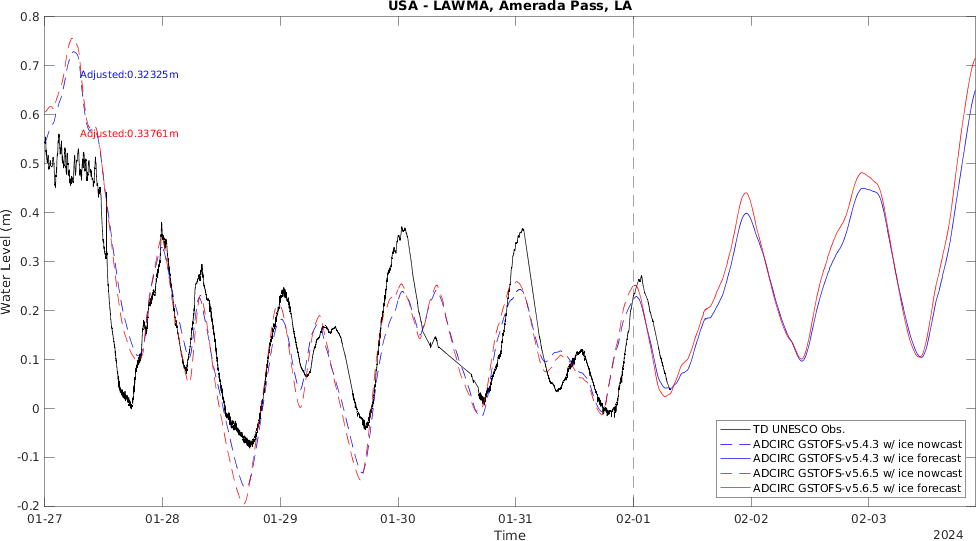 USA - LAWMA, Amerada Pass, LA
0.8
0.7
0.6
0.5
0.4
0.3
0.2
0.1
0
-0.1
-0.2
Water Level (m)
Adjusted:0.32325m
Adjusted:0.33761m
TD UNESCO Obs.
ADCIRC GSTOFS-v5.4.3 w/ ice nowcast
ADCIRC GSTOFS-v5.4.3 w/ ice forecast
ADCIRC GSTOFS-v5.6.5 w/ ice nowcast
ADCIRC GSTOFS-v5.6.5 w/ ice forecast
01-27 01-28 01-29 01-30 01-31 02-01 02-02 02-03
Time
2024